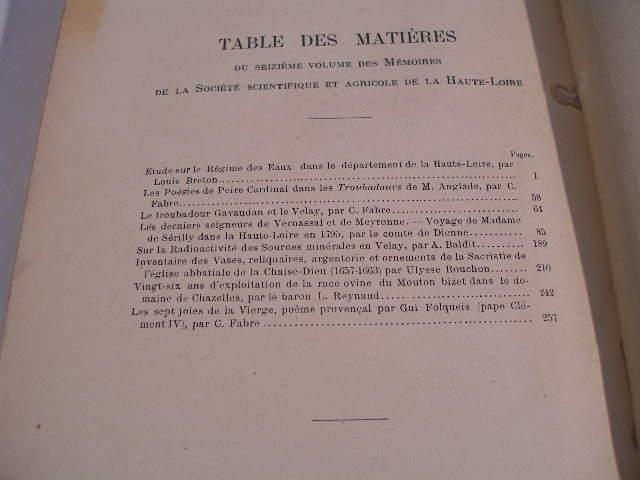 TABLE DES MATIÈRES
DU SEIZIÈME VOLUME DES MÉMOIRES
DE LA SOCIÉTÉ SCIENTIFIQUE ET AGRICOLE DE LA HAUTE-LOIRE
Pages.
Etude sur le Régime des Eaux dans le département de la Haute-Loire, par
Louis Breton........................................ 1
Les Poésies de Peire Cardinal dans les Troubadours de M. Anglade, par C.
Fabre........................................ 58
Le troubadour Gavaudan et le Velay, par C. Fabre.................... 64
Les derniers seigneurs de Vernassal et de Meyronne. — Voyage de Madame
de Sérilly dans la Haute-Loire en 1795, par le comte de Dienne........... 85
Sur la Radioactivité des Sources minérales en Velay, par A. Baldit.......... 189
Inventaire des Vases, reliquaires, argenterie et ornements de la Sacristie de
l'église abbatiale de la Chaise-Dieu (1657-1663) par Ulysse Rouchon........ 210
Vingt-six ans d'exploitation de la race ovine du Mouton bizet dans le do-
maine de Chazelles, par le baron L. Reynaud.................... 242
Les sept joies de la Vierge, poème provençal par Gui Folqueis (pape Clé-
ment IV), par C. Fabre ........................................ 257